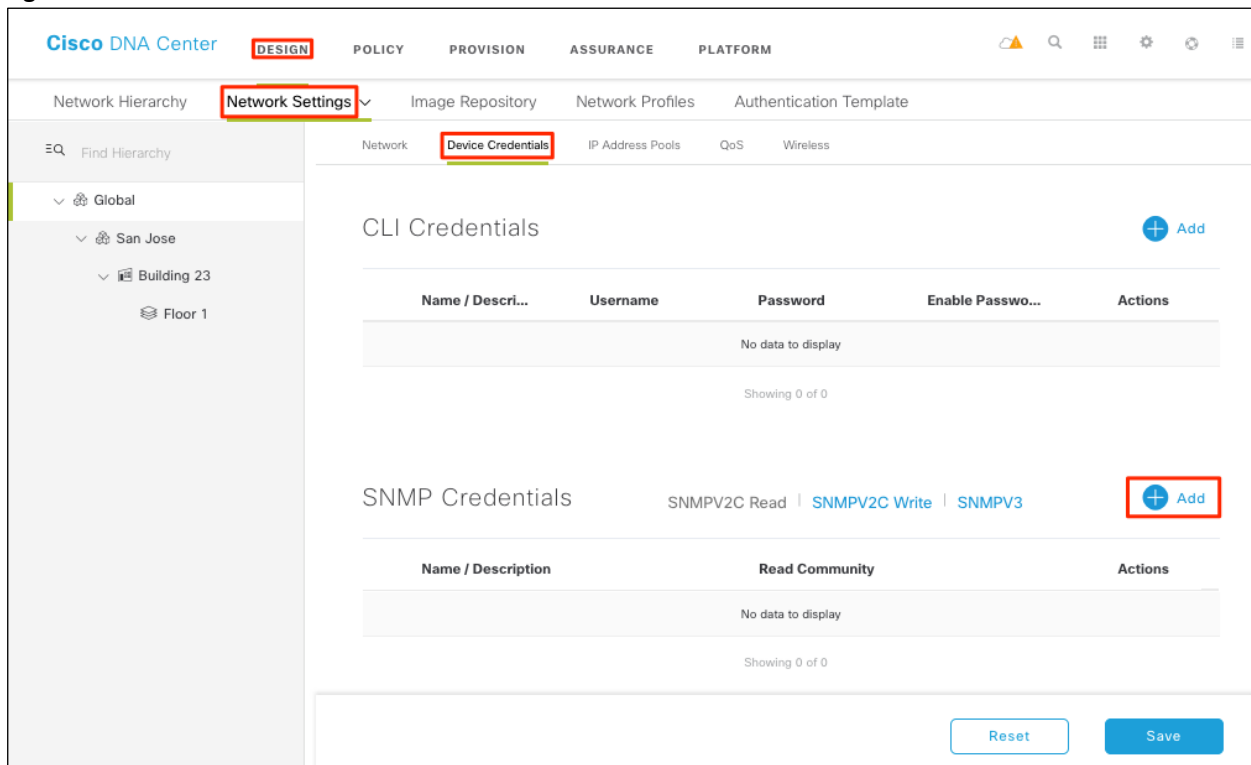 Cisco DNA Center DESIGN POLICY PROVISION ASSURANCE PLATFORM
Network Hierarchy Network Settings Image Repository Network Profiles Authentication Template
Find Hierarchy
Network Device Credentials IP Address Pools QoS Wireless
Global
San Jose
Building 23
Floor 1
CLI Credentials Add
Name / Descri... Username Password Enable Passwo... Actions
No data to display
Showing 0 of 0
SNMP Credentials SNMPV2C Read | SNMPV2C Write | SNMPV3 Add
Name / Description Read Community Actions
No data to display
Showing 0 of 0
Reset Save